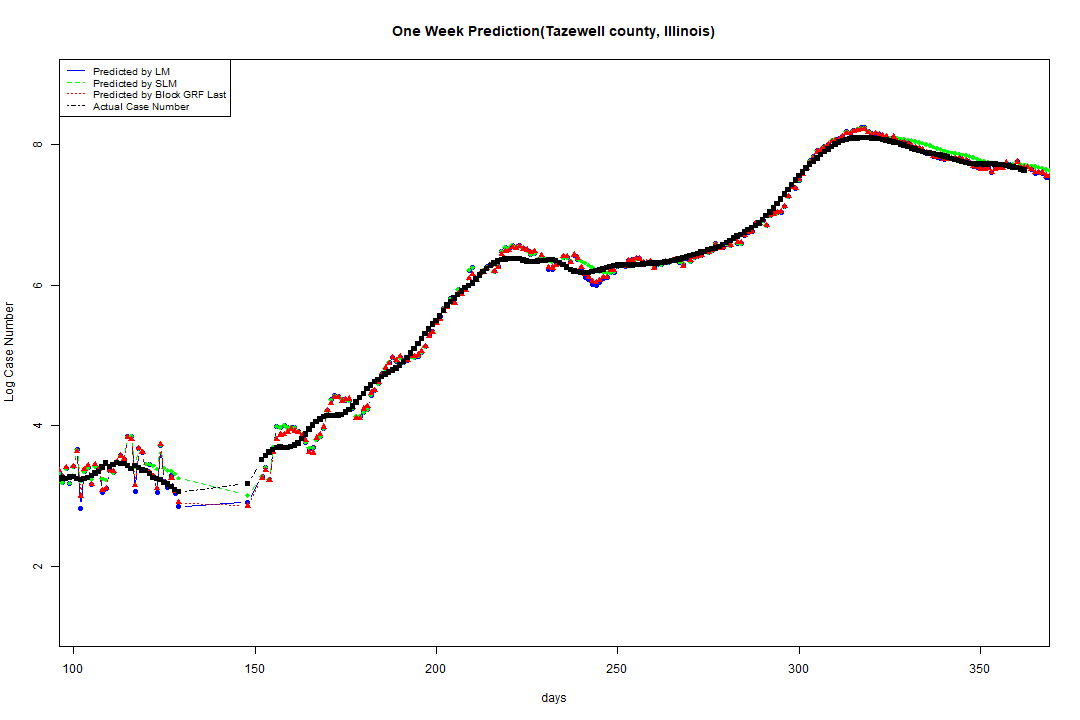 One Week Prediction(Tazewell county, Illinois)
Predicted by LM
Predicted by SLM
Predicted by Block GRF Last
Actual Case Number
8
6
4
2
Log Case Number
100 150 200 250 300 350
days